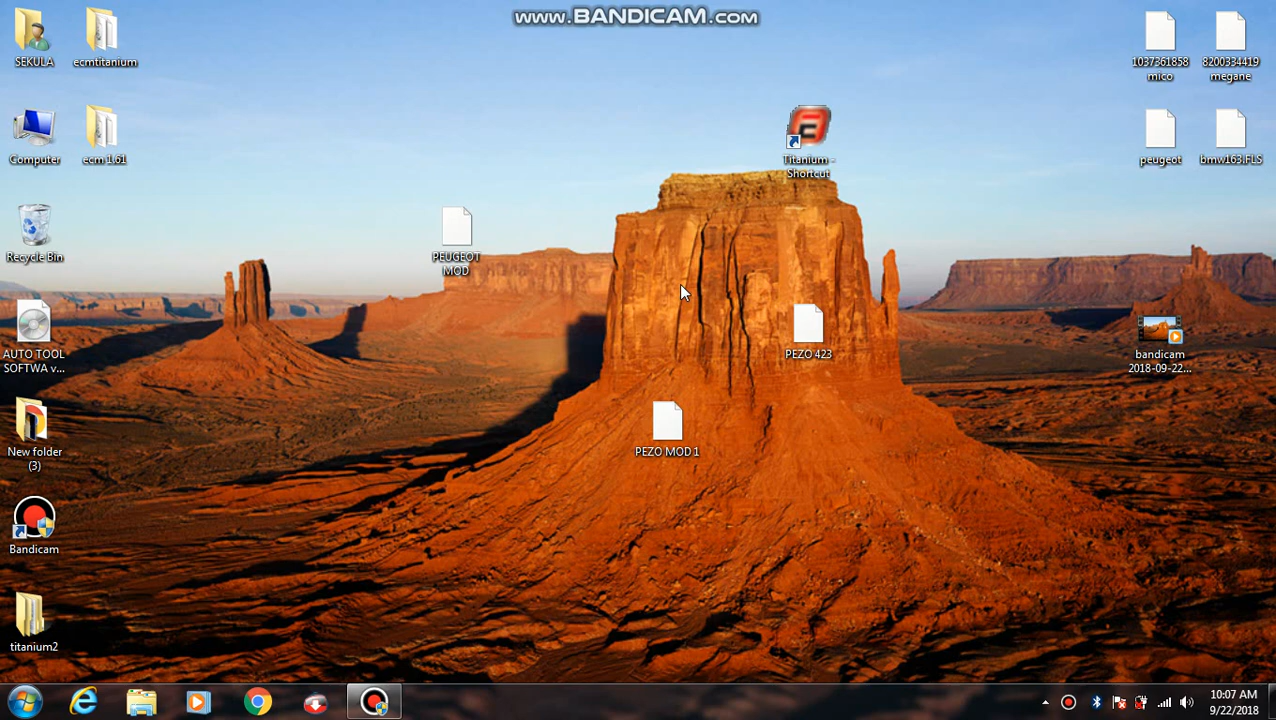 www.BANDICAM.com
SEKULA
ecmtitanium
1037361858
mico
8200334419
megane
Computer
ecm 1.61
Titanium -
Shortcut
peugeot
bmw163.FLS
Recycle Bin
PEUGEOT
MOD
AUTO TOOL
SOFTWA v...
PEZO 423
bandicam
2018-09-22...
New folder
(3)
PEZO MOD 1
Bandicam
titanium2
10:07 AM
9/22/2018